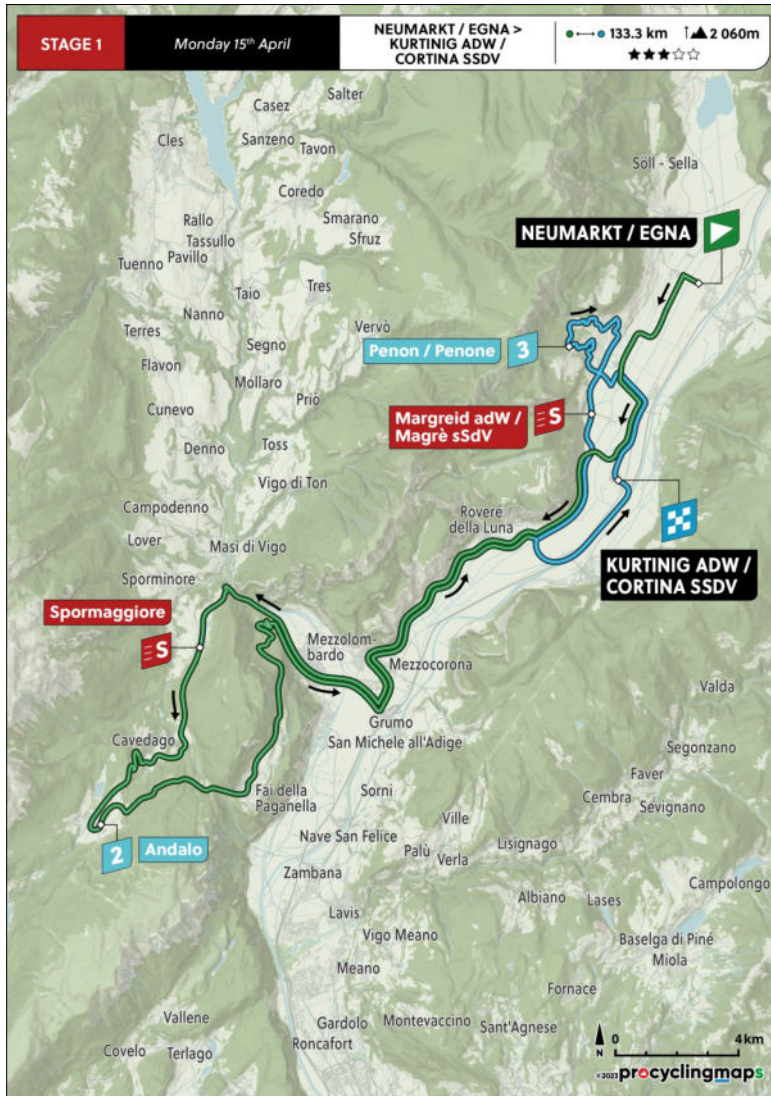 STAGE 1
Monday 15th April
NEUMARKT / EGNA >
KURTINIG ADW /
CORTINA SSDV
133.3 km 2 060m
★★★☆☆
Casez
Salter
Cles
Sanzeno
Tavon
Söll - Sella
Coredo
Rallo
Smarano
Tassullo
Sfruz
Pavillo
Tuenno
NEUMARKT / EGNA
Taio
Tres
Nanno
Terres
Vervò
Segno
Penon / Penone
3
Flavon
Mollaro
Priò
Cunevo
Margreid adW /
Magrè sSdV
S
Denno
Toss
Vigo di Ton
Campodenno
Roveré
della Luna
Lover
Masi di Vigo
KURTINIG ADW /
CORTINA SSDV
Sporminore
Spormaggiore
S
Mezzolom-
bardo
Mezzocorona
Valda
Grumo
San Michele all'Adige
Cavedago
Segonzano
Faver
Fai della
Paganella
Sorni
Cembra
Sevignano
Ville
Nave San Felice
Palù
Verla
Lisignago
2
Andalo
Zambana
Campolongo
Albiano
Lases
Lavis
Vigo Meano
Baselga di Piné
Miola
Meano
Fornace
Vallene
Gardolo
Montevaccino
Sant'Agnese
Roncafort
Covelo
Terlago
N
0 4km
©2023 procyclingmaps